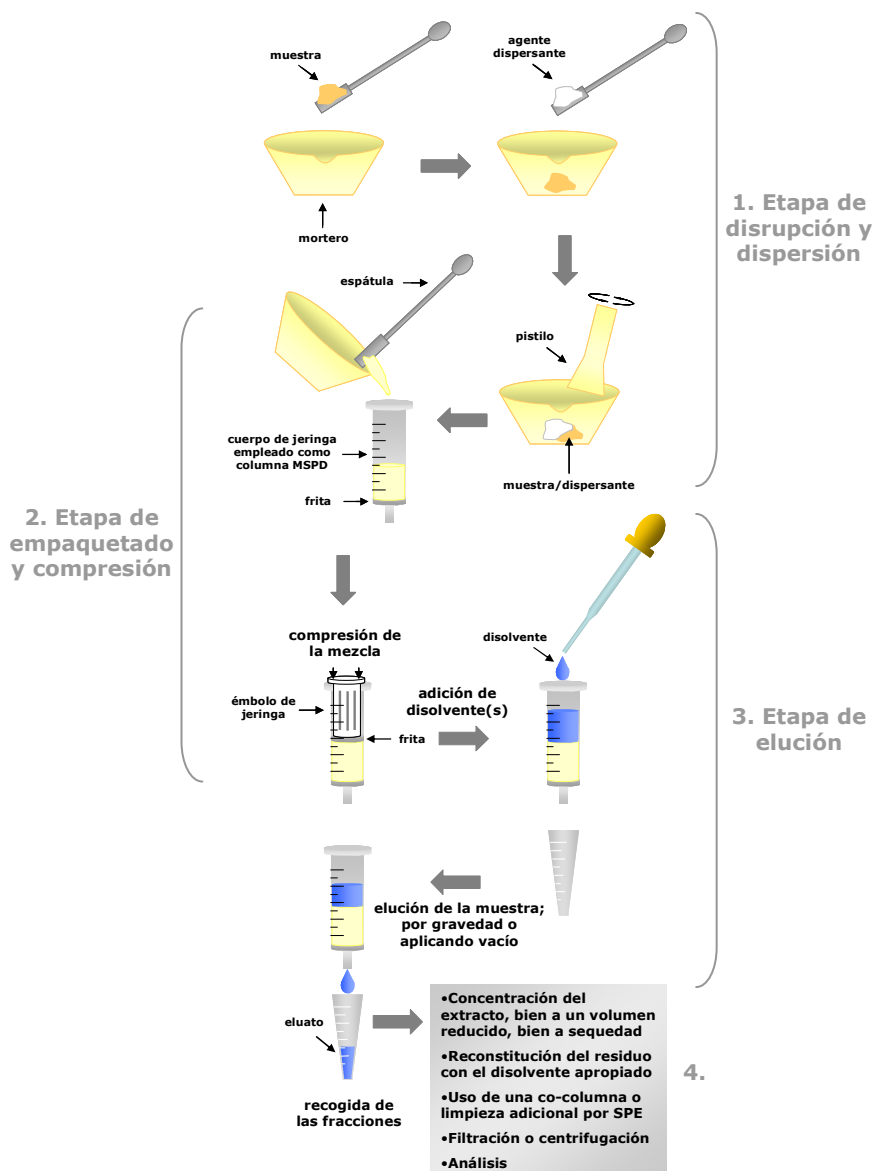 muestra
agente
dispersante
mortero
1. Etapa de
disrupción y
dispersión
espátula
pistilo
cuerpo de jeringa
empleado como
columna MSPD
frita
muestra/dispersante
2. Etapa de
empaquetado
y compresión
compresión de
la mezcla
émbolo de
jeringa
frita
adición de
disolvente(s)
disolvente
3. Etapa de
elución
elución de la muestra;
por gravedad o
aplicando vacío
eluato
recogida de
las fracciones
•Concentración del
extracto, bien a un volumen
reducido, bien a sequedad
•Reconstitución del residuo
con el disolvente apropiado
•Uso de una co-columna o
limpieza adicional por SPE
•Filtración o centrifugación
•Análisis
4.